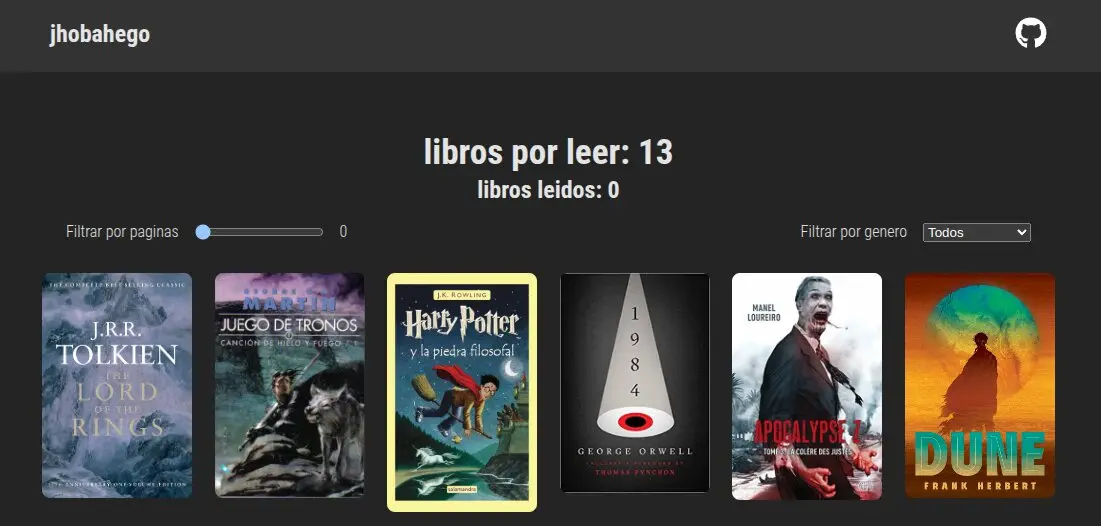 jhobahego
libros por leer: 13
libros leidos: 0
Filtrar por paginas 0
Filtrar por genero Todos
THE COMPLETE BEST-SELLING CLASSIC
J.R.R.
TOLKIEN
THE
LORD
OF THE
RINGS
GEORGE R.R.
MARTIN
JUEGO DE TRONOS
CANCIÓN DE HIELO Y FUEGO / 1
J.K. ROWLING
Harry Potter
y la piedra filosofal
salamandra
1
9
8
4
GEORGE ORWELL
THOMAS PYNCHON
MANEL
LOUREIRO
APOCALYPSE Z
LA COLÈRE DES JUSTES
DUNE
FRANK HERBERT